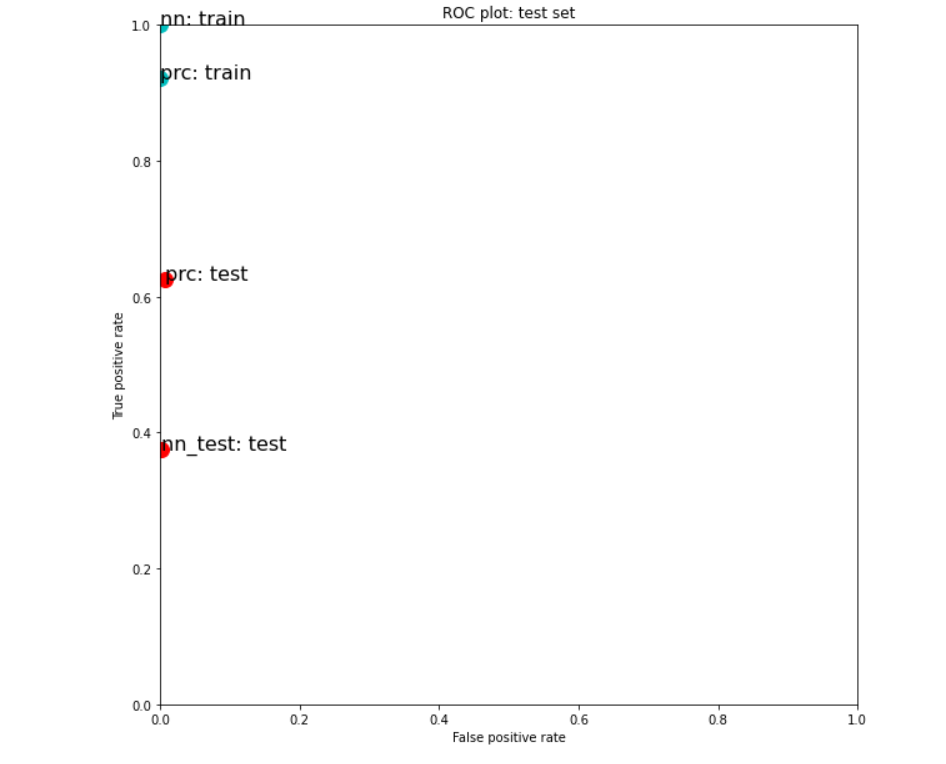 ROC plot: test set
nn: train
prc: train
prc: test
nn_test: test
True positive rate
1.0
0.8
0.6
0.4
0.2
0.0
0.0 0.2 0.4 0.6 0.8 1.0
False positive rate